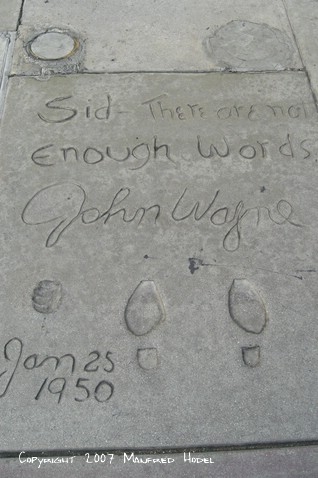 Sid - There are not
enough words.
John Wayne
Jan 25
1950
Copyright 2007 Manfred Hodel